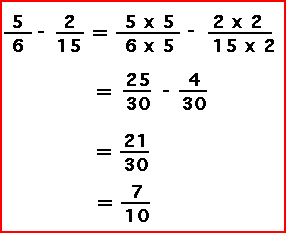 5/6 - 2/15 = 5 x 5/6 x 5 - 2 x 2/15 x 2
= 25/30 - 4/30
= 21/30
= 7/10